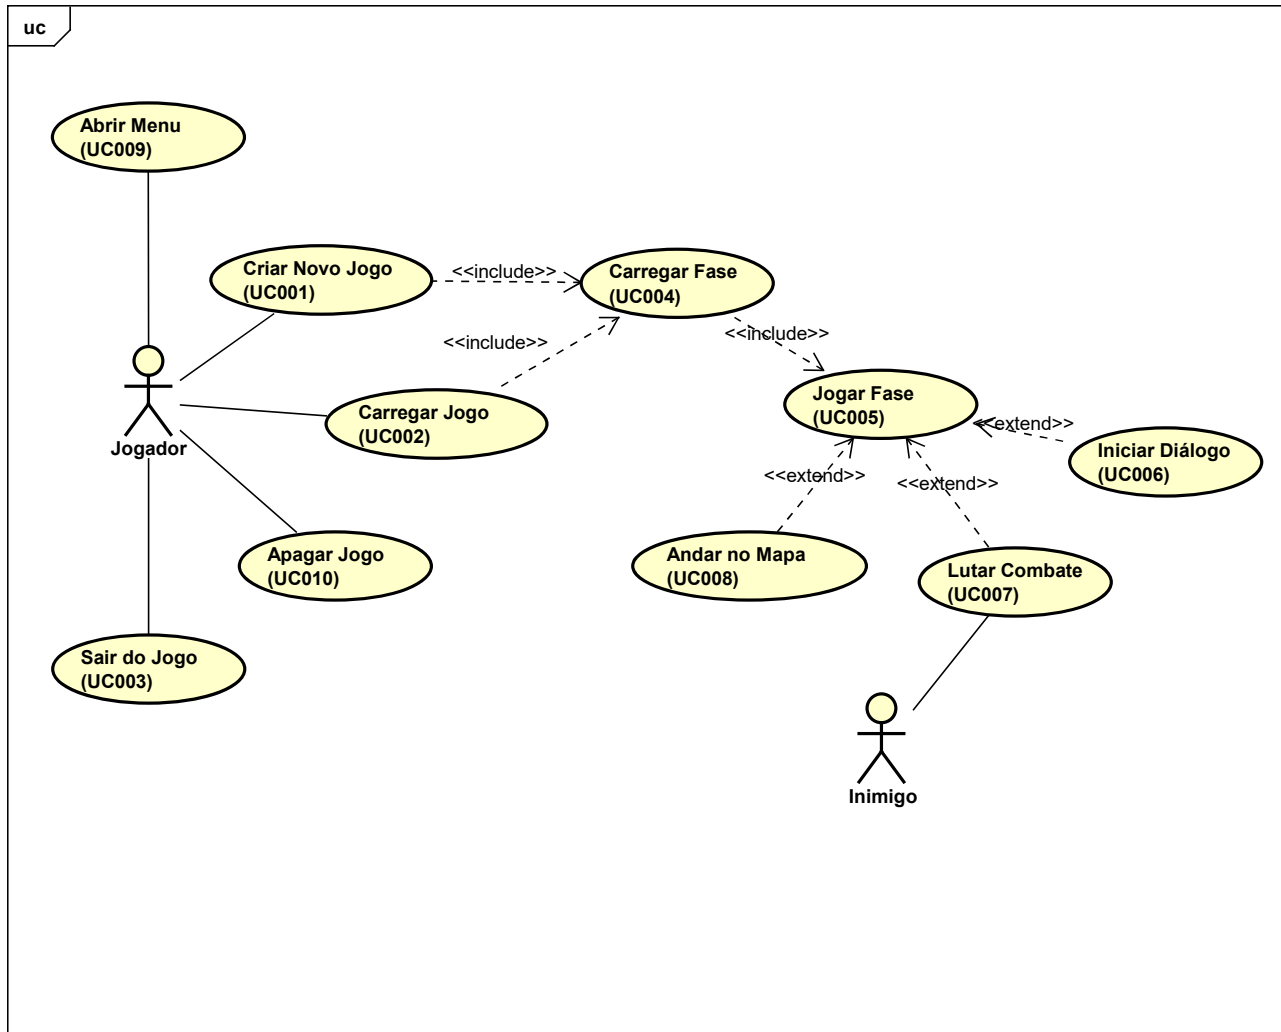 uc
Abrir Menu
(UC009)
Criar Novo Jogo
(UC001)
<<include>>
Carregar Fase
(UC004)
<<include>>
<<include>>
Jogar Fase
(UC005)
Carregar Jogo
(UC002)
Jogador
<<extend>>
Iniciar Diálogo
(UC006)
<<extend>>
<<extend>>
Apagar Jogo
(UC010)
Andar no Mapa
(UC008)
Lutar Combate
(UC007)
Sair do Jogo
(UC003)
Inimigo